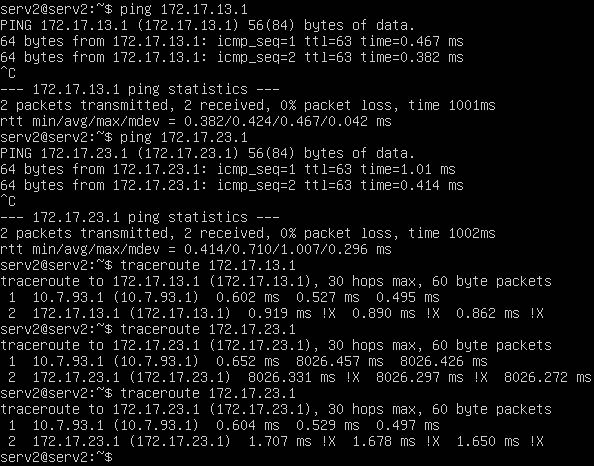 serv2@serv2:~$ ping 172.17.13.1
PING 172.17.13.1 (172.17.13.1) 56(84) bytes of data.
64 bytes from 172.17.13.1: icmp_seq=1 ttl=63 time=0.467 ms
64 bytes from 172.17.13.1: icmp_seq=2 ttl=63 time=0.382 ms
^C
--- 172.17.13.1 ping statistics ---
2 packets transmitted, 2 received, 0% packet loss, time 1001ms
rtt min/avg/max/mdev = 0.382/0.424/0.467/0.042 ms
serv2@serv2:~$ ping 172.17.23.1
PING 172.17.23.1 (172.17.23.1) 56(84) bytes of data.
64 bytes from 172.17.23.1: icmp_seq=1 ttl=63 time=1.01 ms
64 bytes from 172.17.23.1: icmp_seq=2 ttl=63 time=0.414 ms
^C
--- 172.17.23.1 ping statistics ---
2 packets transmitted, 2 received, 0% packet loss, time 1002ms
rtt min/avg/max/mdev = 0.414/0.710/1.007/0.296 ms
serv2@serv2:~$ traceroute 172.17.13.1
traceroute to 172.17.13.1 (172.17.13.1), 30 hops max, 60 byte packets
 1  10.7.93.1 (10.7.93.1)  0.602 ms  0.527 ms  0.495 ms
 2  172.17.13.1 (172.17.13.1)  0.919 ms !X  0.890 ms !X  0.862 ms !X
serv2@serv2:~$ traceroute 172.17.23.1
traceroute to 172.17.23.1 (172.17.23.1), 30 hops max, 60 byte packets
 1  10.7.93.1 (10.7.93.1)  0.652 ms  8026.457 ms  8026.426 ms
 2  172.17.23.1 (172.17.23.1)  8026.331 ms !X  8026.297 ms !X  8026.272 ms
serv2@serv2:~$ traceroute 172.17.23.1
traceroute to 172.17.23.1 (172.17.23.1), 30 hops max, 60 byte packets
 1  10.7.93.1 (10.7.93.1)  0.604 ms  0.529 ms  0.497 ms
 2  172.17.23.1 (172.17.23.1)  1.707 ms !X  1.678 ms !X  1.650 ms !X
serv2@serv2:~$